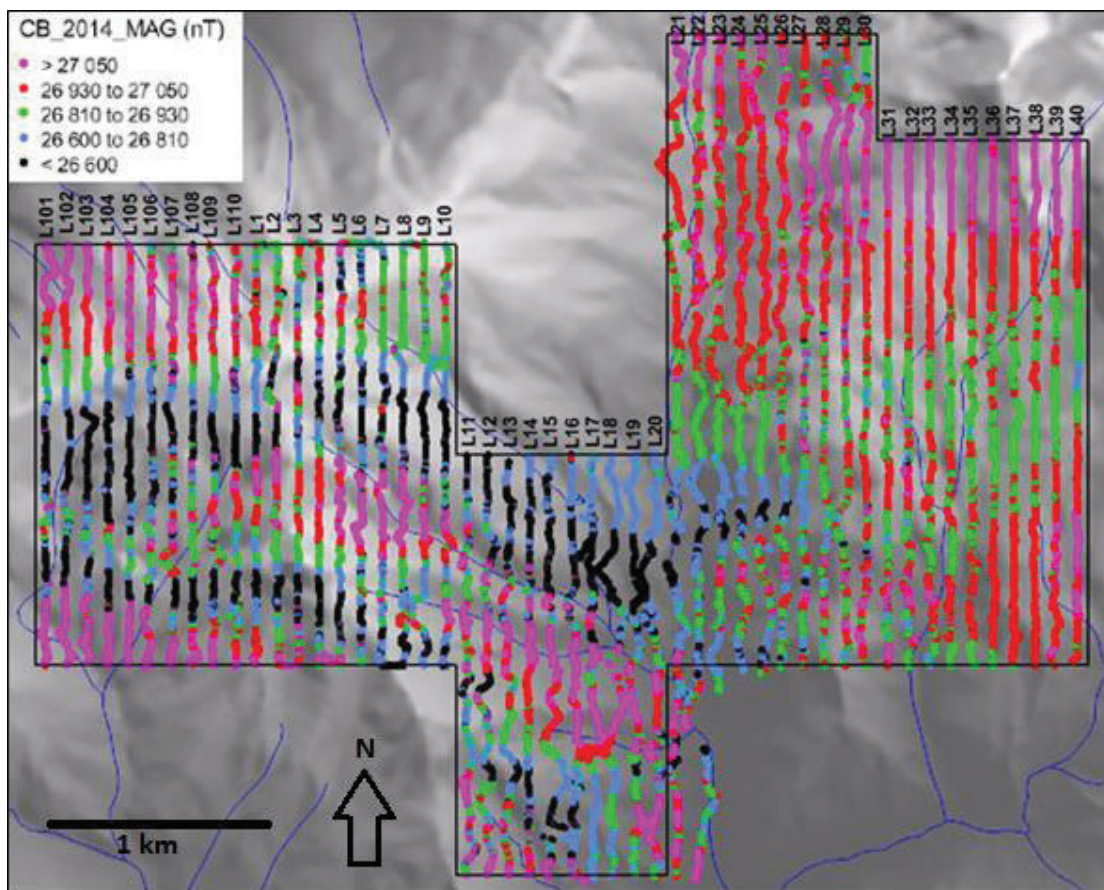 CB_2014_MAG (nT)
> 27 050
26 930 to 27 050
26 810 to 26 930
26 600 to 26 810
< 26 600
L21 L22 L23 L24 L25 L26 L27 L28 L29 L30
L31 L32 L33 L34 L35 L36 L37 L38 L39 L40
L101 L102 L103 L104 L105 L106 L107 L108 L109 L110 L1 L2 L3 L4 L5 L6 L7 L8 L9 L10
L11 L12 L13 L14 L15 L16 L17 L18 L19 L20
N
1 km